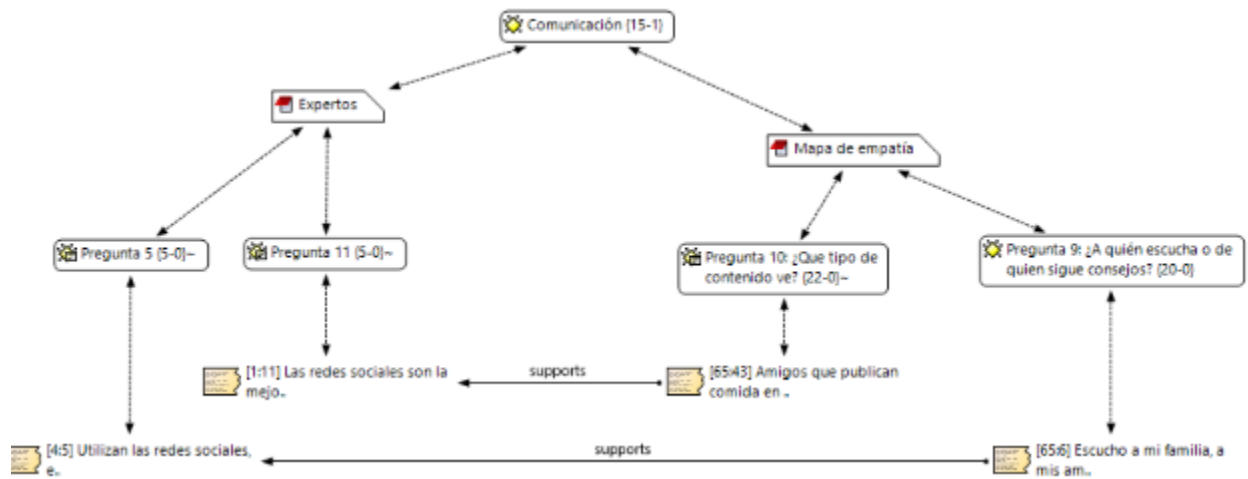 Comunicación {15-1}
Expertos
Mapa de empatía
Pregunta 5 {5-0}~
Pregunta 11 {5-0}~
Pregunta 10: ¿Que tipo de
contenido ve? {22-0}~
Pregunta 9: ¿A quién escucha o de
quien sigue consejos? {20-0}
[1:11] Las redes sociales son la
mejo..
supports
[65:43] Amigos que publican
comida en ..
[4:5] Utilizan las redes sociales,
e..
supports
[65:6] Escucho a mi familia, a
mis am..